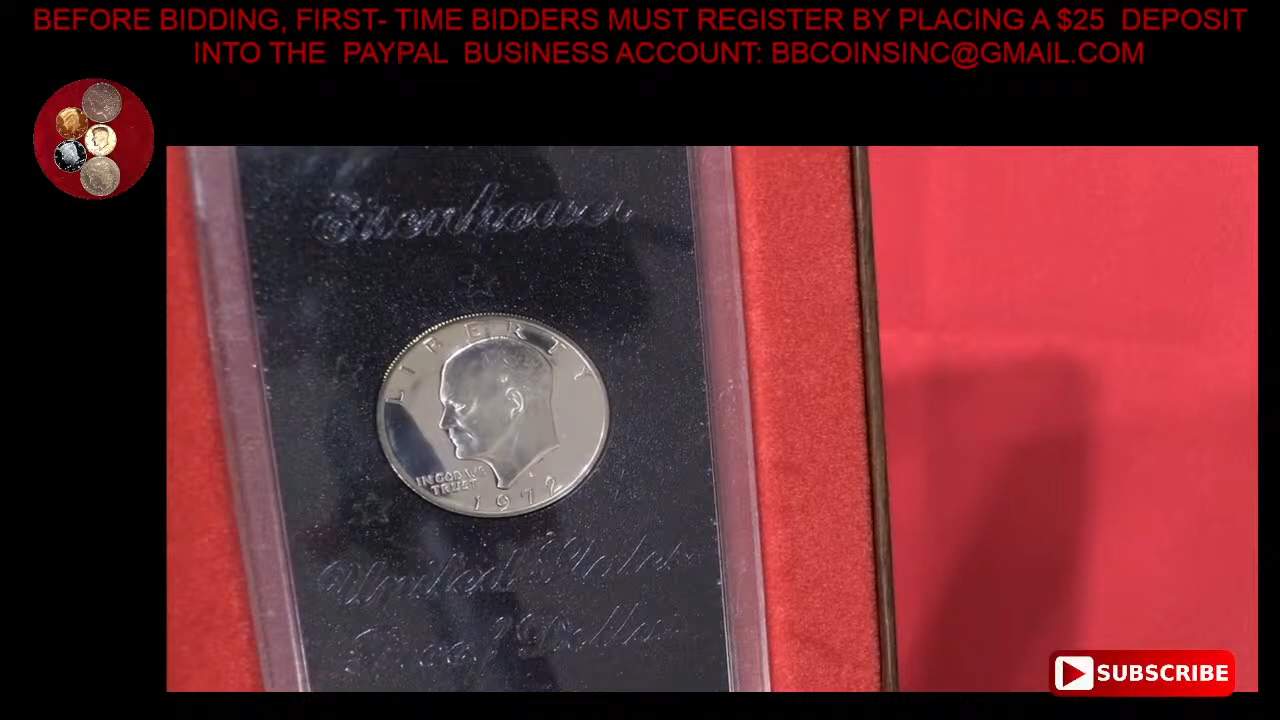 BEFORE BIDDING, FIRST- TIME BIDDERS MUST REGISTER BY PLACING A $25 DEPOSIT
INTO THE PAYPAL BUSINESS ACCOUNT: BBCOINSINC@GMAIL.COM
Eisenhower
LIBERTY
IN GOD WE
TRUST
1972
United States
Dollar
SUBSCRIBE